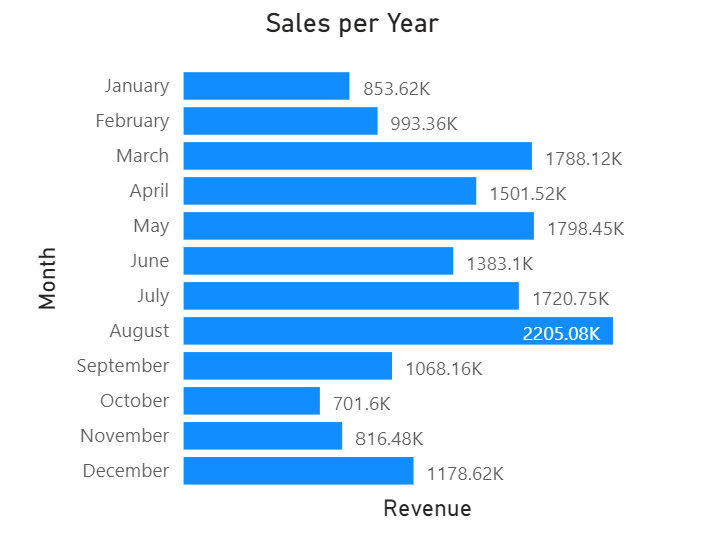 Sales per Year
January 853.62K
February 993.36K
March 1788.12K
April 1501.52K
May 1798.45K
June 1383.1K
July 1720.75K
August 2205.08K
September 1068.16K
October 701.6K
November 816.48K
December 1178.62K
Month
Revenue